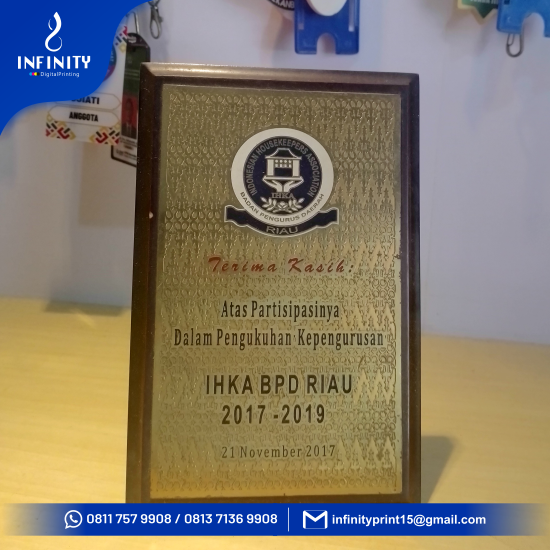 INFINITY
DigitalPrinting
ANGGOTA
INDONESIAN HOUSEKEEPERS ASSOCIATION
IHKA
BADAN PENGURUS DAERAH
RIAU
Terima Kasih:
Atas Partisipasinya
Dalam Pengukuhan Kepengurusan
IHKA BPD RIAU
2017 -2019
21 November 2017
0811 757 9908 / 0813 7136 9908
infinityprint15@gmail.com